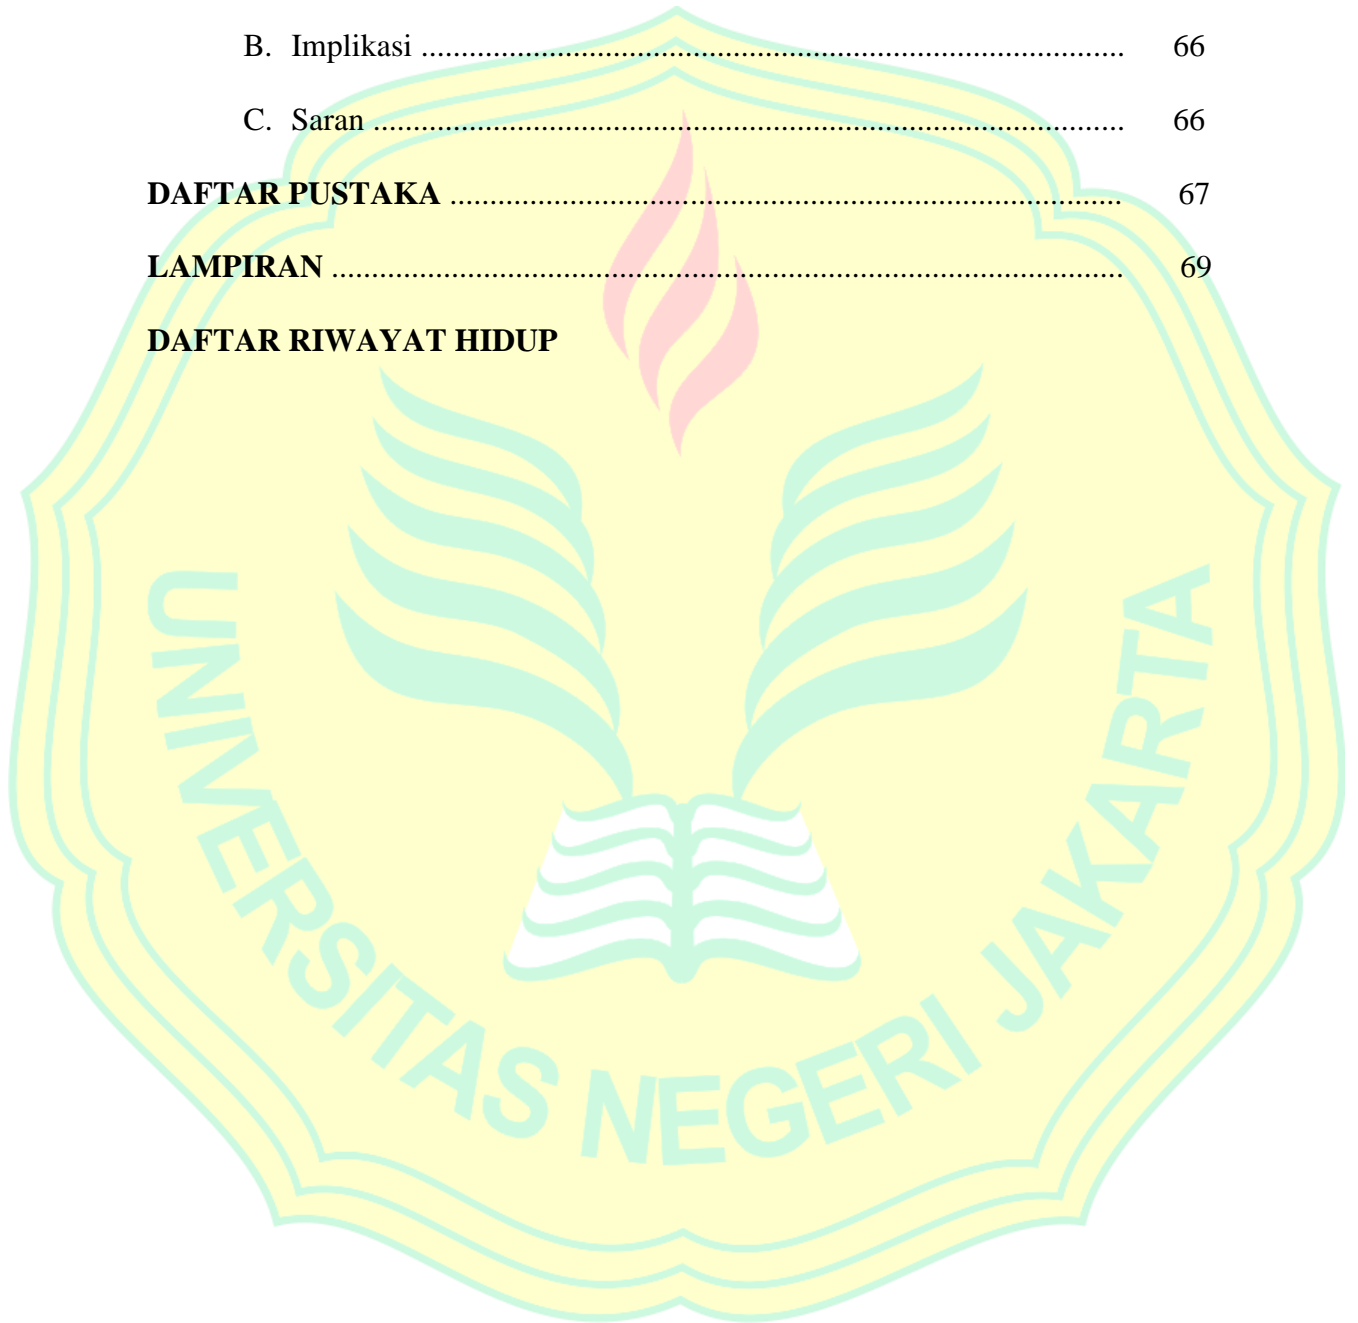 B. Implikasi ........................................................................................... 66
C. Saran ................................................................................................. 66
DAFTAR PUSTAKA ....................................................................................... 67
LAMPIRAN ...................................................................................................... 69
DAFTAR RIWAYAT HIDUP
UNIVERSITAS NEGERI JAKARTA